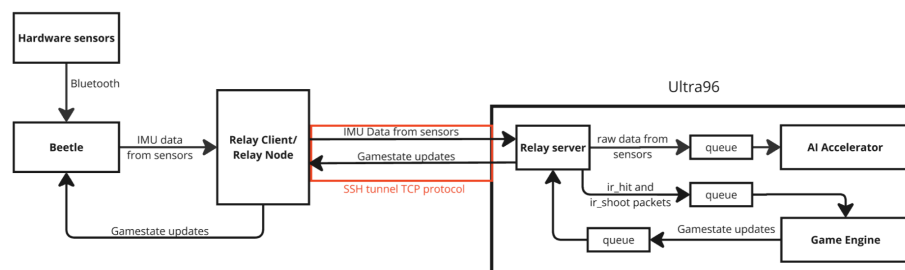 Hardware sensors
Bluetooth
Beetle
IMU data
from sensors
Relay Client/
Relay Node
Gamestate updates
IMU Data from sensors
Gamestate updates
SSH tunnel TCP protocol
Ultra96
Relay server
raw data from
sensors
queue
AI Accelerator
ir_hit and
ir_shoot packets
queue
Gamestate updates
queue
Game Engine